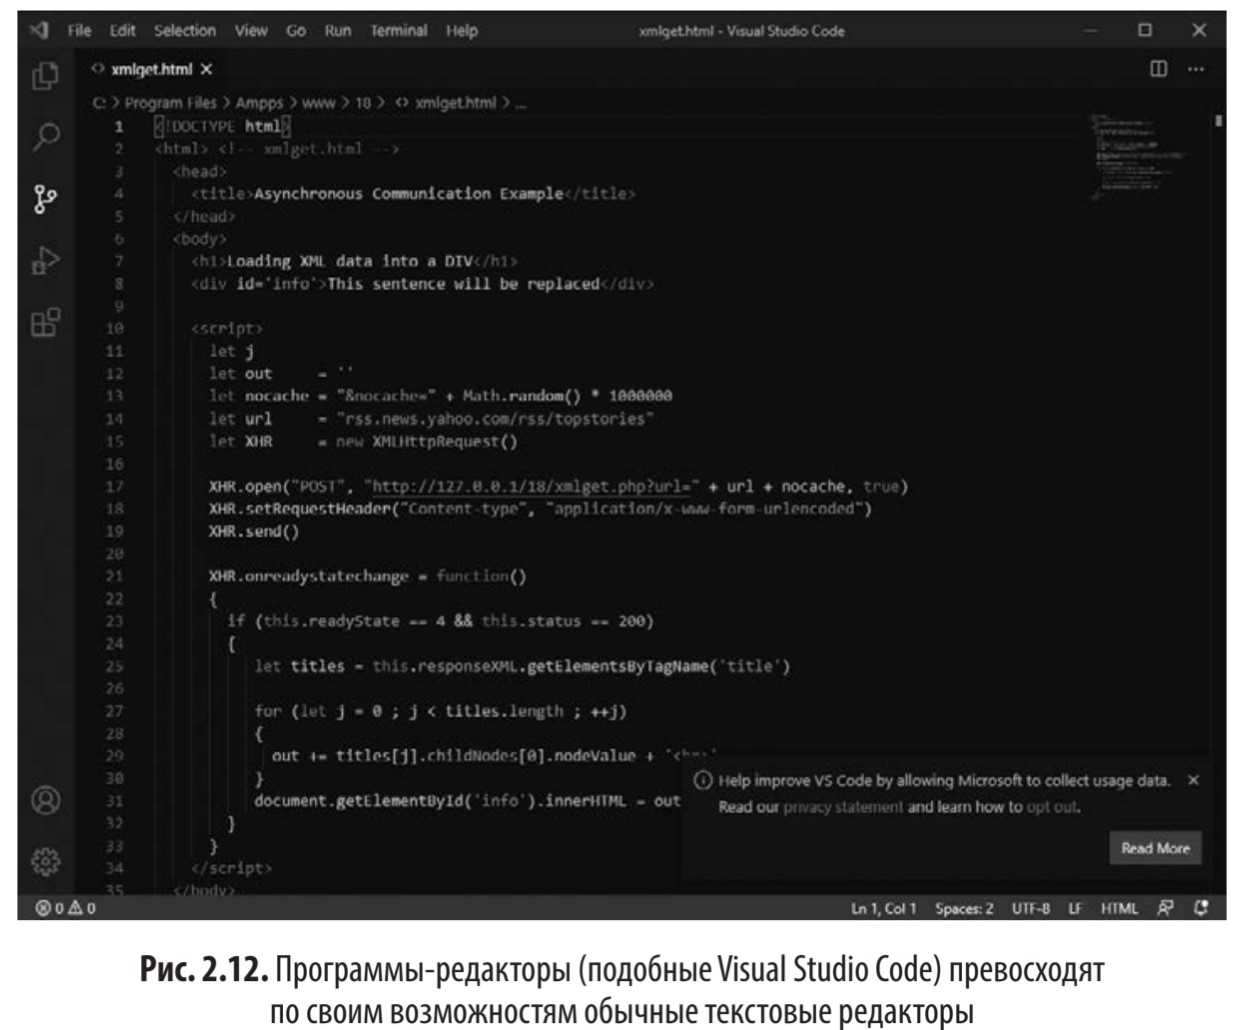 File Edit Selection View Go Run Terminal Help xmlget.html - Visual Studio Code
xmlget.html
C: > Program Files > Ampps > www > 18 > xmlget.html > ...
1 <!DOCTYPE html>
2 <html> <!-- xmlget.html -->
3 <head>
4 <title>Asynchronous Communication Example</title>
5 </head>
6 <body>
7 <h1>Loading XML data into a DIV</h1>
8 <div id='info'>This sentence will be replaced</div>
9
10 <script>
11 let j
12 let out = ''
13 let nocache = "&nocache=" + Math.random() * 1000000
14 let url = "rss.news.yahoo.com/rss/topstories"
15 let XHR = new XMLHttpRequest()
16
17 XHR.open("POST", "http://127.0.0.1/18/xmlget.php?url=" + url + nocache, true)
18 XHR.setRequestHeader("Content-type", "application/x-www-form-urlencoded")
19 XHR.send()
20
21 XHR.onreadystatechange = function()
22 {
23 if (this.readyState == 4 && this.status == 200)
24 {
25 let titles = this.responseXML.getElementsByTagName('title')
26
27 for (let j = 0 ; j < titles.length ; ++j)
28 {
29 out += titles[j].childNodes[0].nodeValue + '<br>'
30 }
31 document.getElementById('info').innerHTML = out
32 }
33 }
34 </script>
35 </body>
Help improve VS Code by allowing Microsoft to collect usage data.
Read our privacy statement and learn how to opt out.
Read More
0 0 Ln 1, Col 1 Spaces: 2 UTF-8 LF HTML
Рис. 2.12. Программы-редакторы (подобные Visual Studio Code) превосходят
по своим возможностям обычные текстовые редакторы